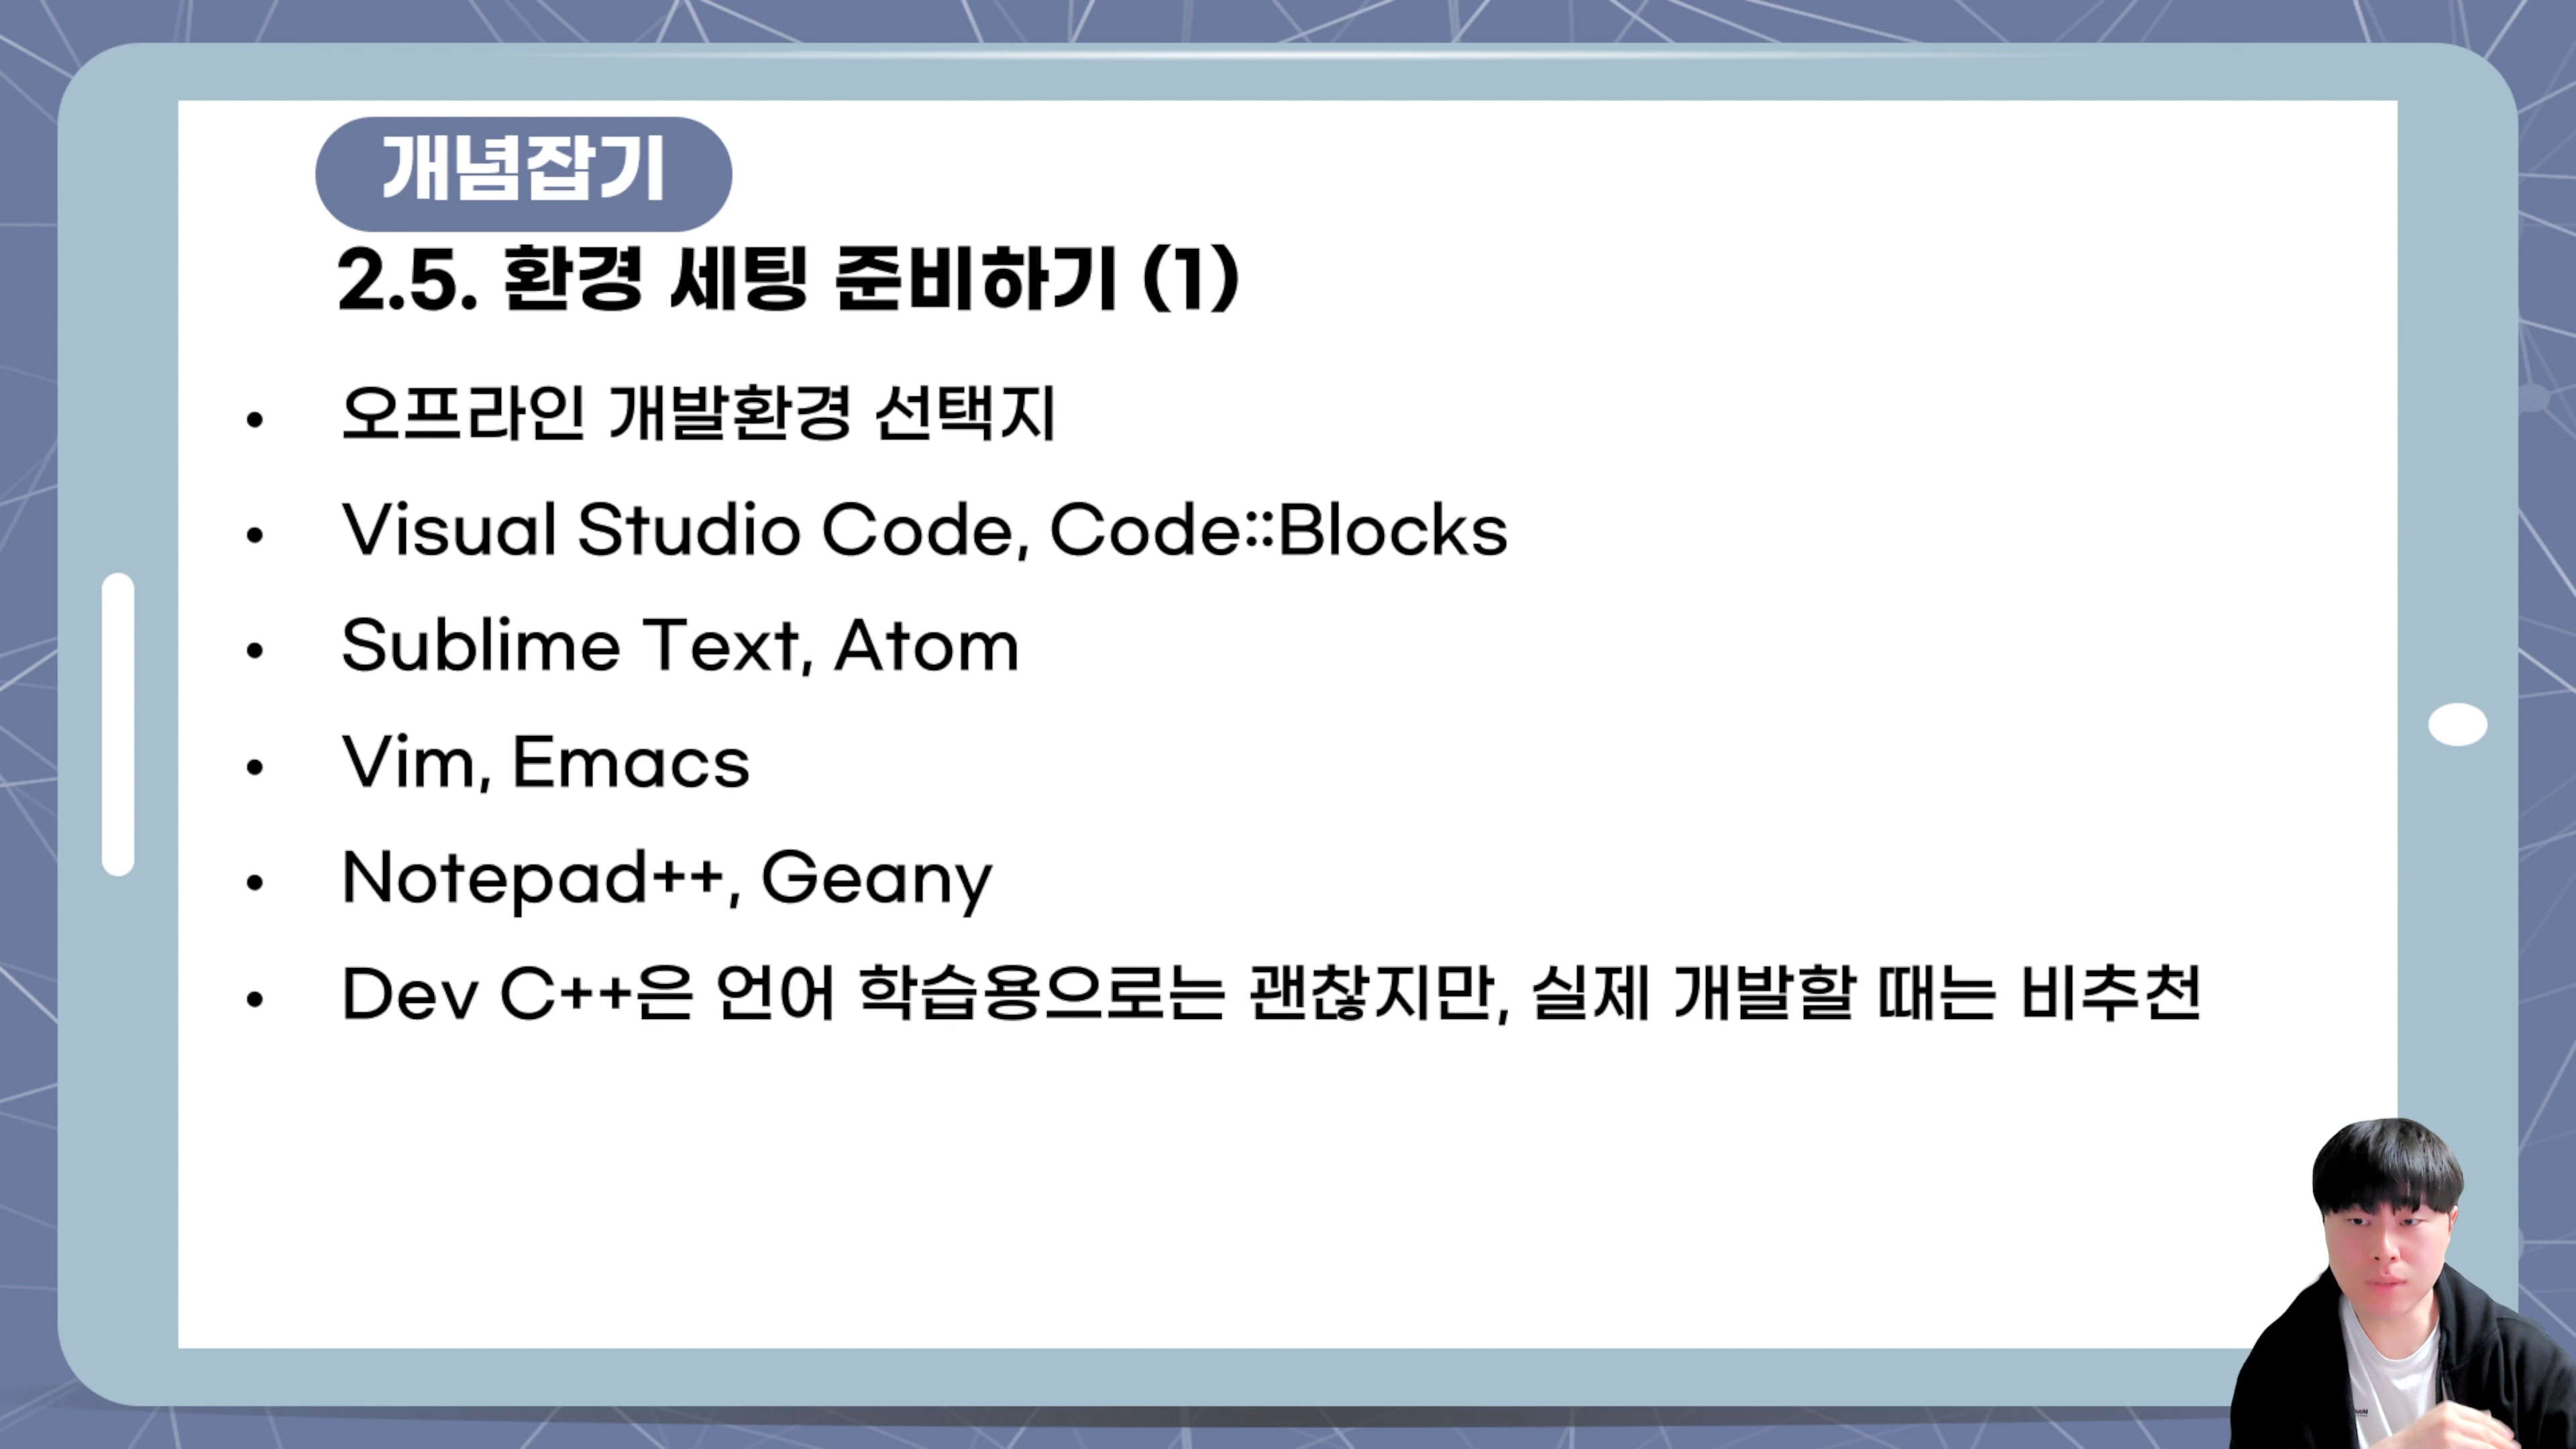 개념잡기
2.5. 환경 세팅 준비하기 (1)
• 오프라인 개발환경 선택지
• Visual Studio Code, Code::Blocks
• Sublime Text, Atom
• Vim, Emacs
• Notepad++, Geany
• Dev C++은 언어 학습용으로는 괜찮지만, 실제 개발할 때는 비추천